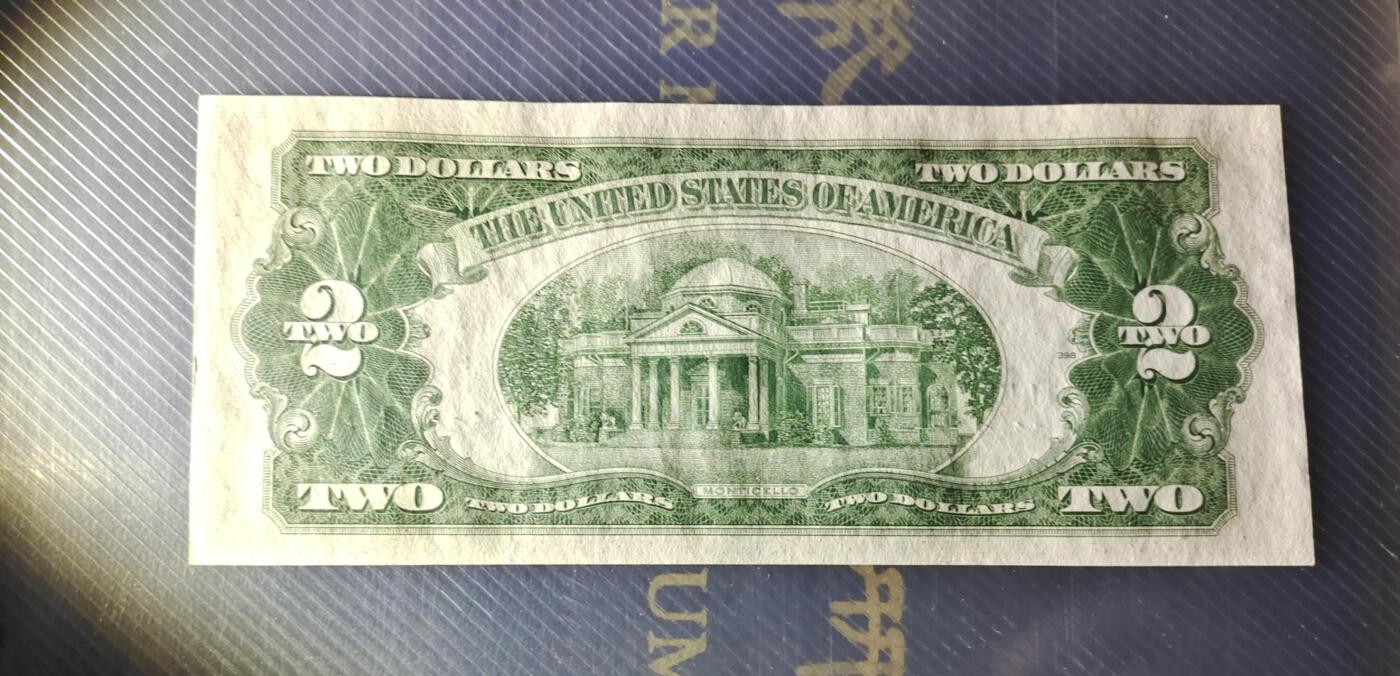 TWO DOLLARS
TWO DOLLARS
THE UNITED STATES OF AMERICA
2
TWO
2
TWO
398
TWO
TWO DOLLARS
MONTICELLO
TWO DOLLARS
TWO
R
UM